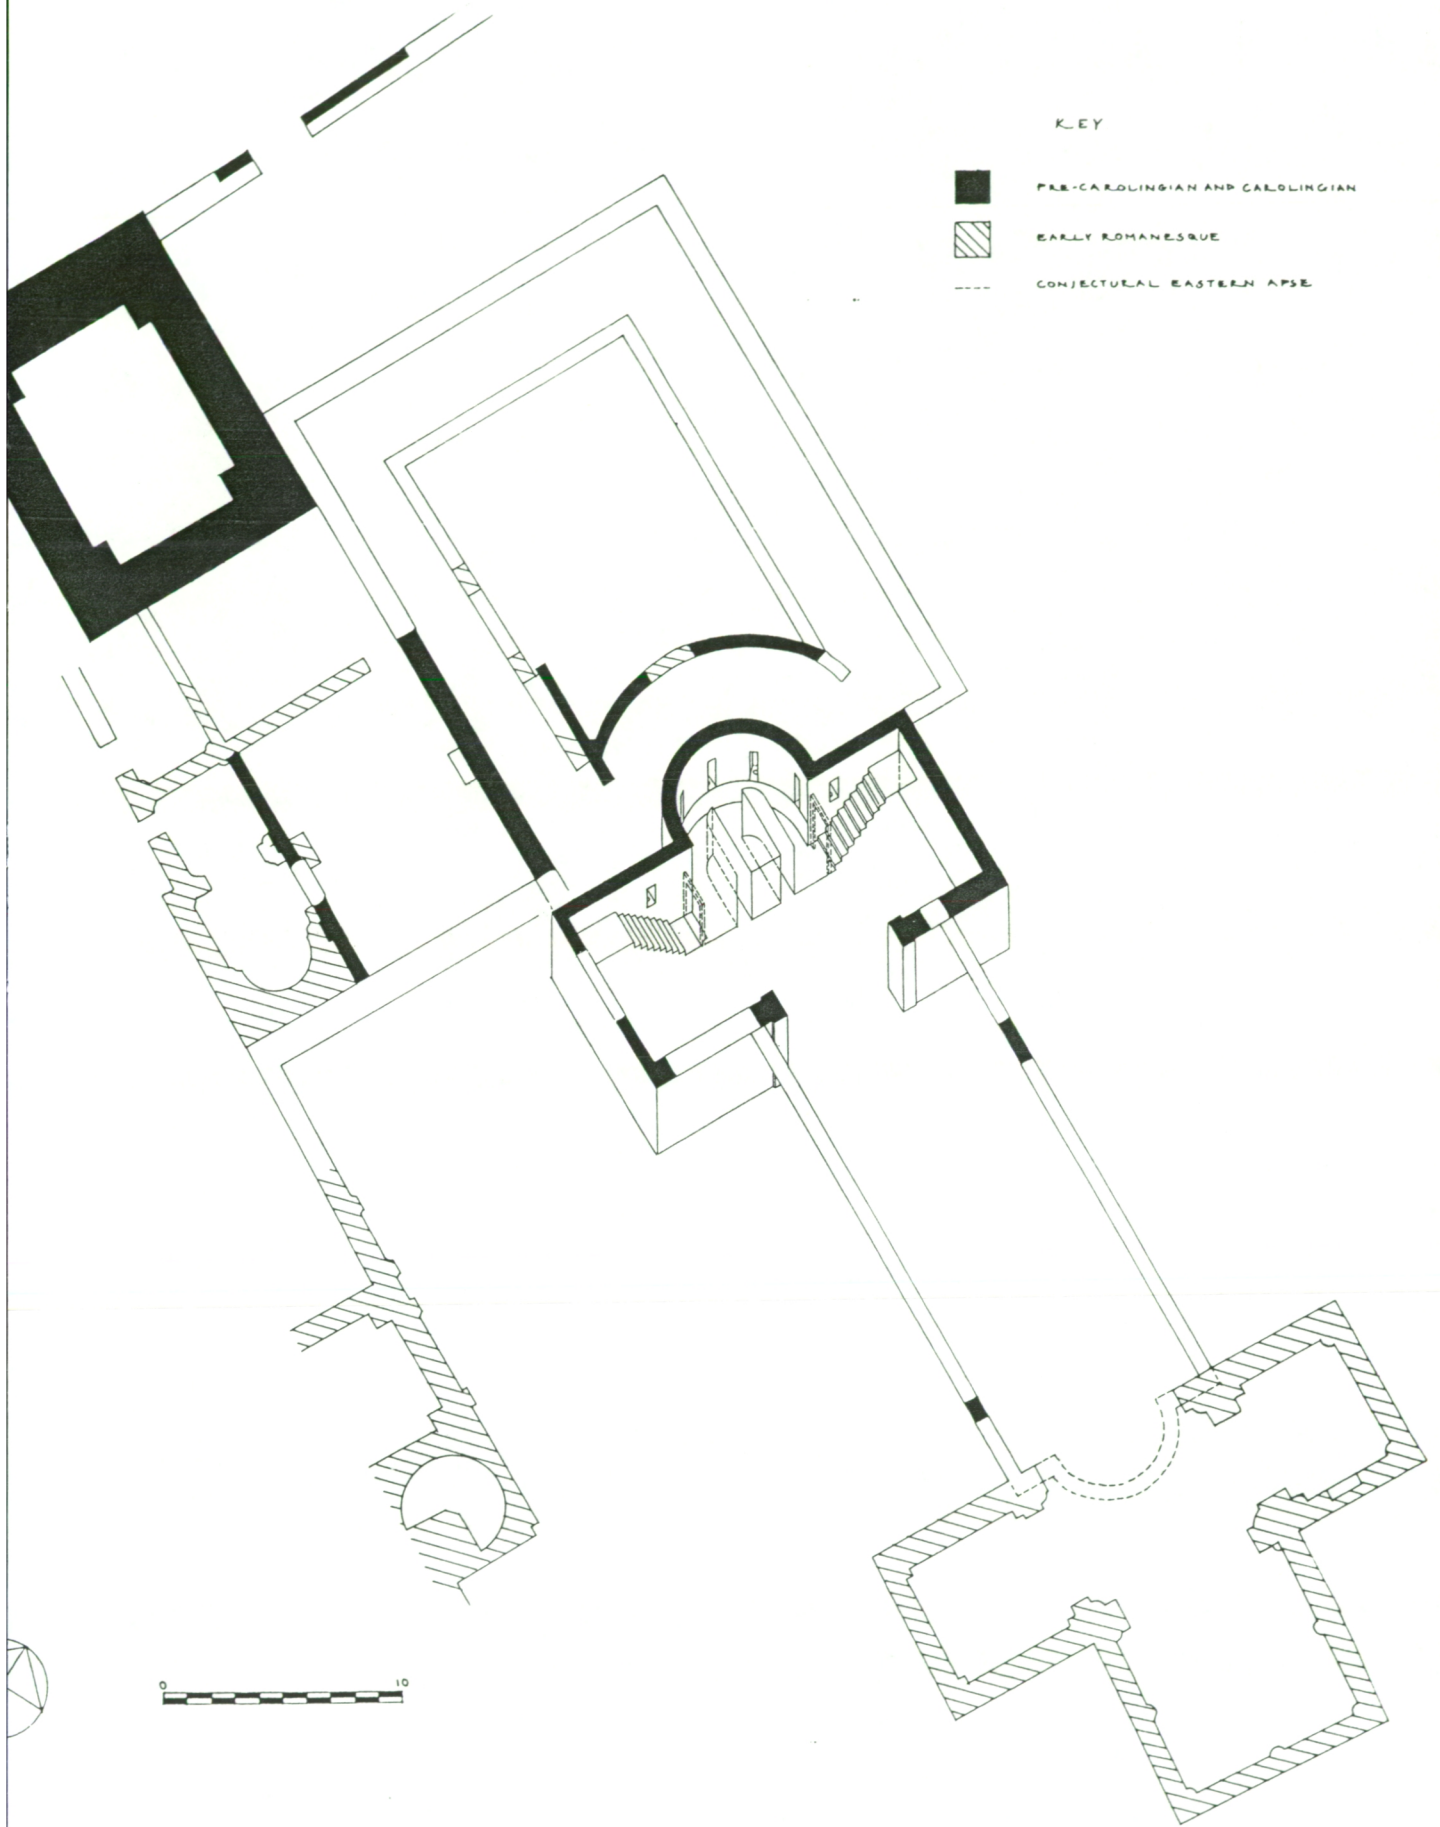 KEY
PRE-CAROLINGIAN AND CAROLINGIAN
EARLY ROMANESQUE
CONJECTURAL EASTERN APSE
0 10